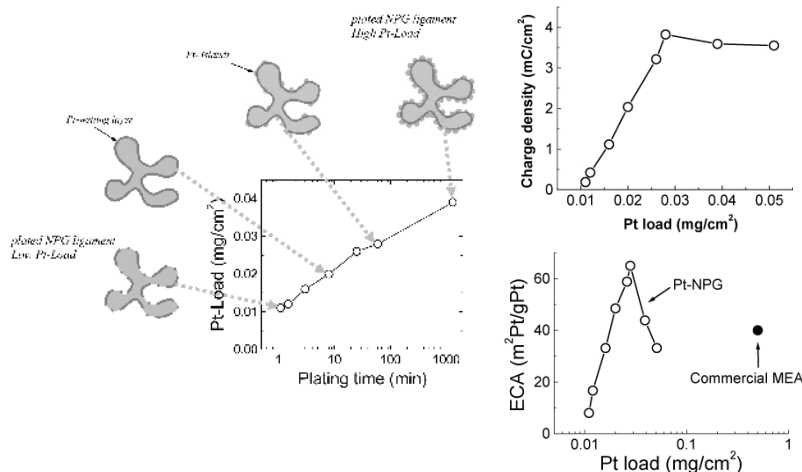 plated NPG ligament
High Pt-Load
Pt- islands
Pt-wetting layer
plated NPG ligament
Low Pt-Load
Pt-Load (mg/cm²)
0.04
0.03
0.02
0.01
0.00
1
10
100
1000
Plating time (min)
Charge density (mC/cm²)
5
4
3
2
1
0
0.01
0.02
0.03
0.04
0.05
Pt load (mg/cm²)
ECA (m²Pt/gPt)
60
40
20
0
Pt-NPG
Commercial MEA
0.01
0.1
1
Pt load (mg/cm²)